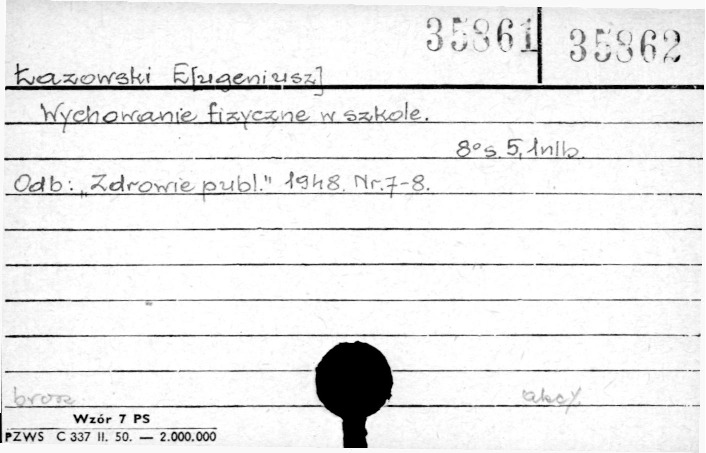 35861 35862
Łazowski E[ugeniusz]
Wychowanie fizyczne w szkole.
8° s. 5, 1nlb.
Odb: „Zdrowie publ." 1948. Nr. 7-8.
brosz.
Wzór 7 PS
PZWS C 337 II. 50. — 2.000.000